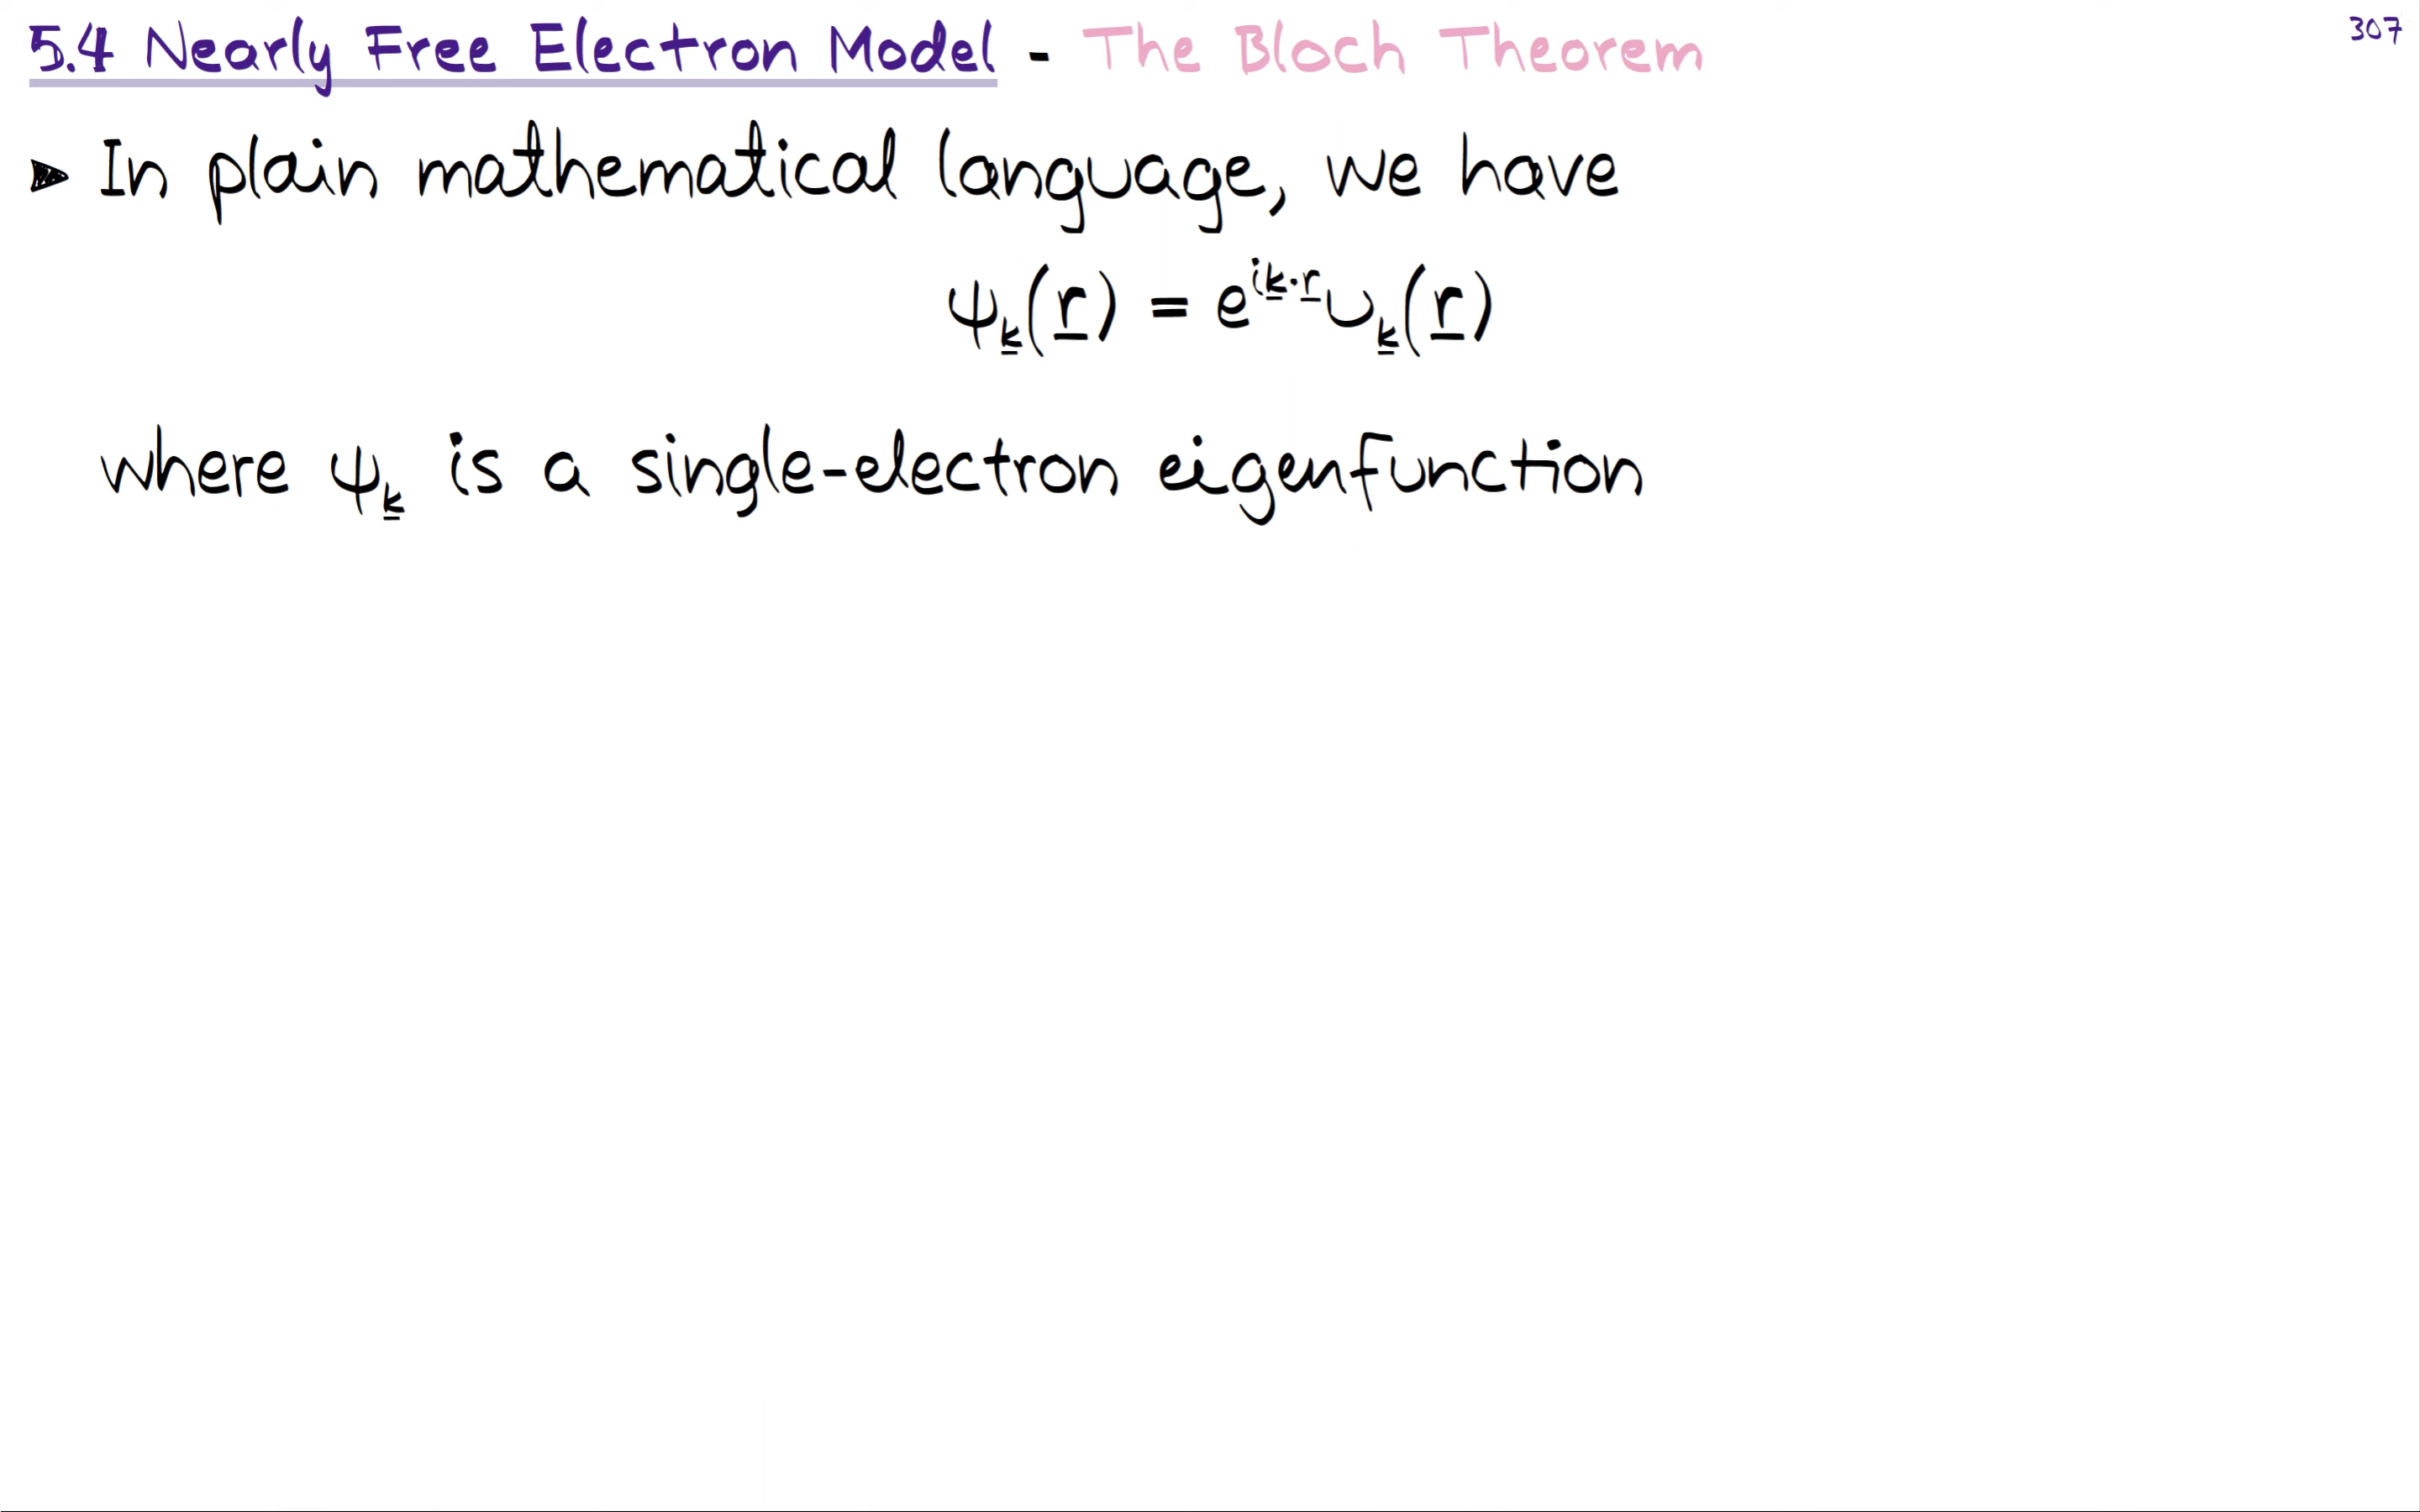 5.4 Nearly Free Electron Model - The Bloch Theorem 307
▶ In plain mathematical language, we have
ψ_k(r) = e^{ik·r}u_k(r)
where ψ_k is a single-electron eigenfunction